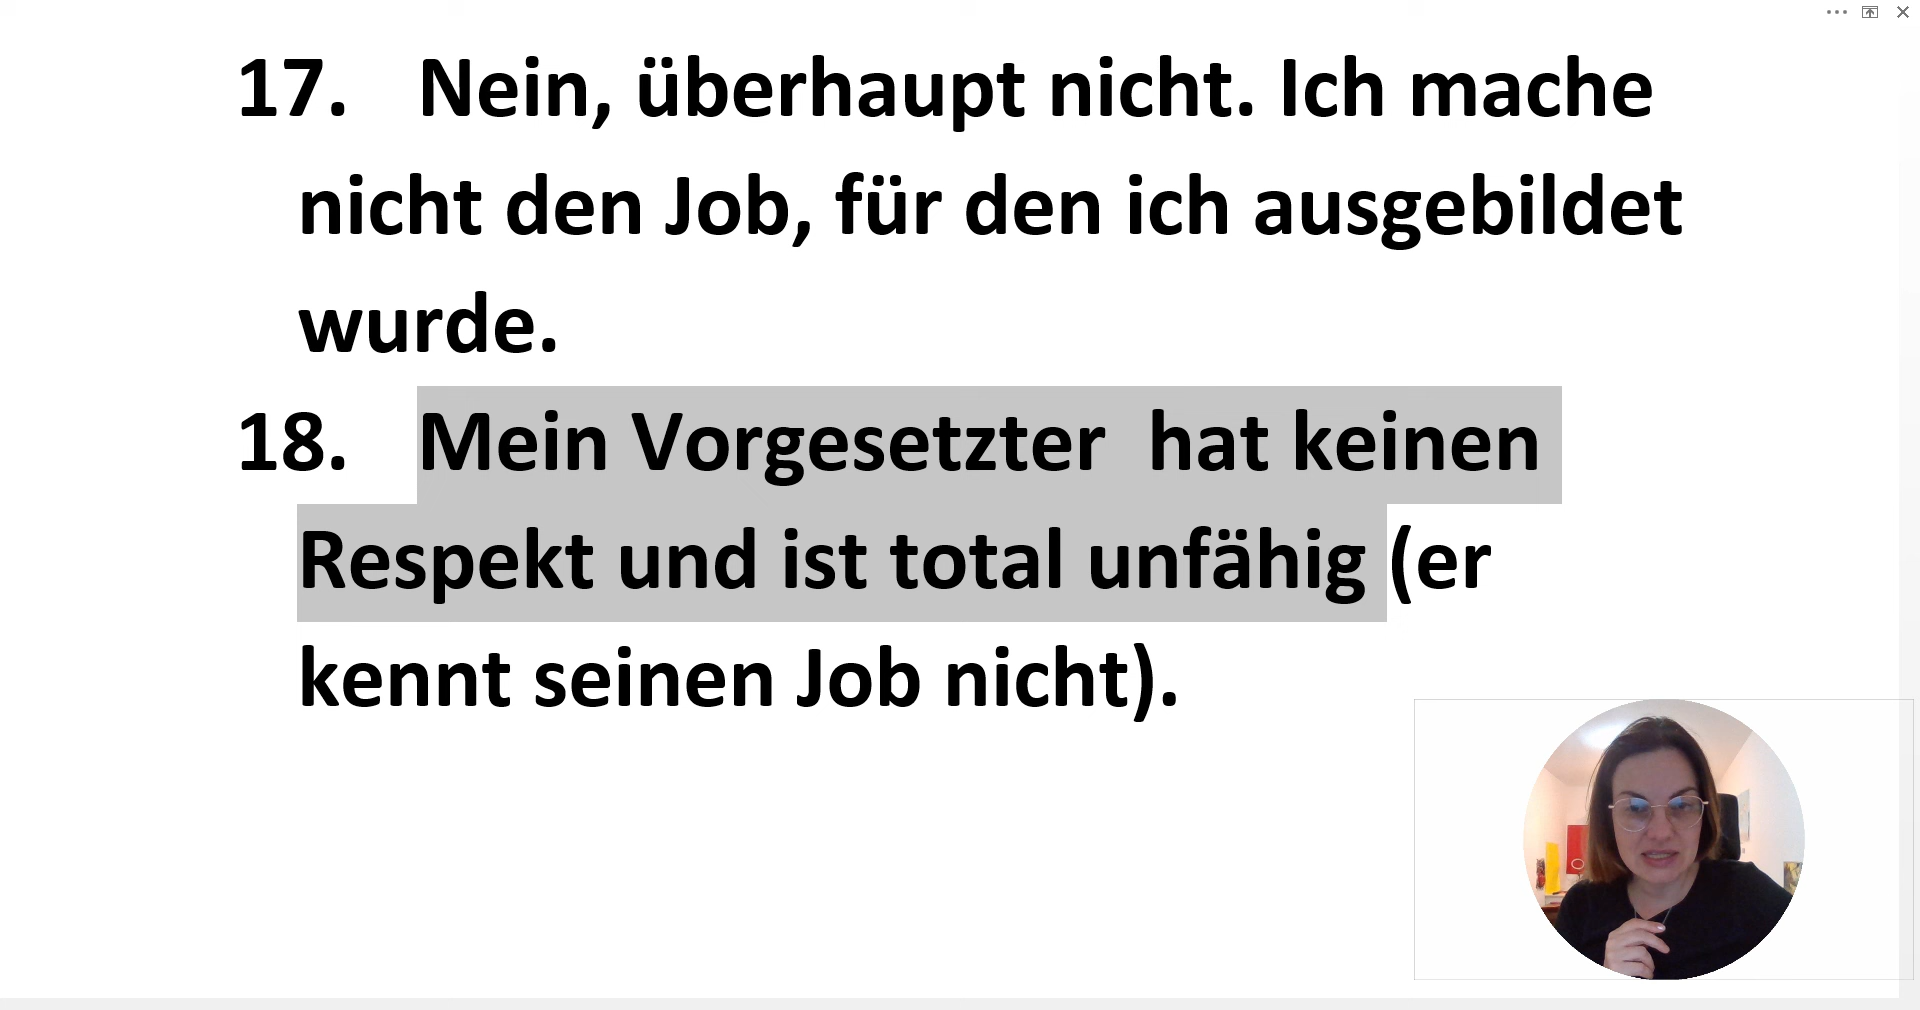 17. Nein, überhaupt nicht. Ich mache
nicht den Job, für den ich ausgebildet
wurde.
18. Mein Vorgesetzter  hat keinen
Respekt und ist total unfähig (er
kennt seinen Job nicht).